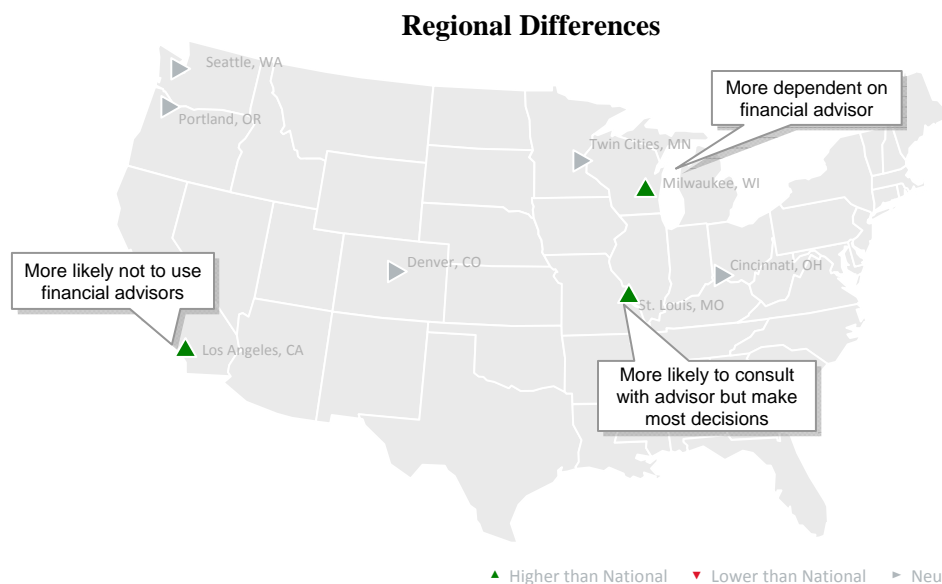 Regional Differences
Seattle, WA
Portland, OR
More dependent on
financial advisor
Twin Cities, MN
Milwaukee, WI
More likely not to use
financial advisors
Denver, CO
Cincinnati, OH
St. Louis, MO
Los Angeles, CA
More likely to consult
with advisor but make
most decisions
Higher than National
Lower than National